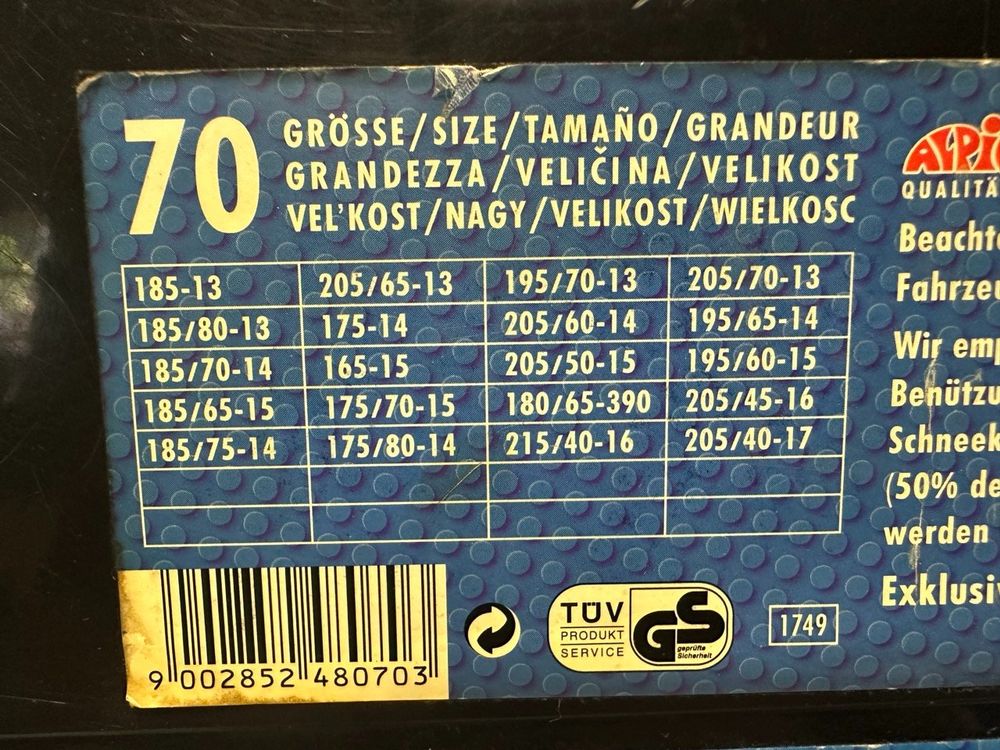 70
GRÖSSE/SIZE/TAMAÑO/GRANDEUR
GRANDEZZA/VELIČINA/VELIKOST
VEL'KOST/NAGY/VELIKOST/WIELKOSC
185-13 205/65-13 195/70-13 205/70-13
185/80-13 175-14 205/60-14 195/65-14
185/70-14 165-15 205/50-15 195/60-15
185/65-15 175/70-15 180/65-390 205/45-16
185/75-14 175/80-14 215/40-16 205/40-17
9 002852 480703
TÜV
PRODUKT
SERVICE
GS
geprüfte
Sicherheit
1749
QUALITÄ
Beachte
Fahrzeu
Wir emp
Benützu
Schneek
(50% de
werden
Exklusiv